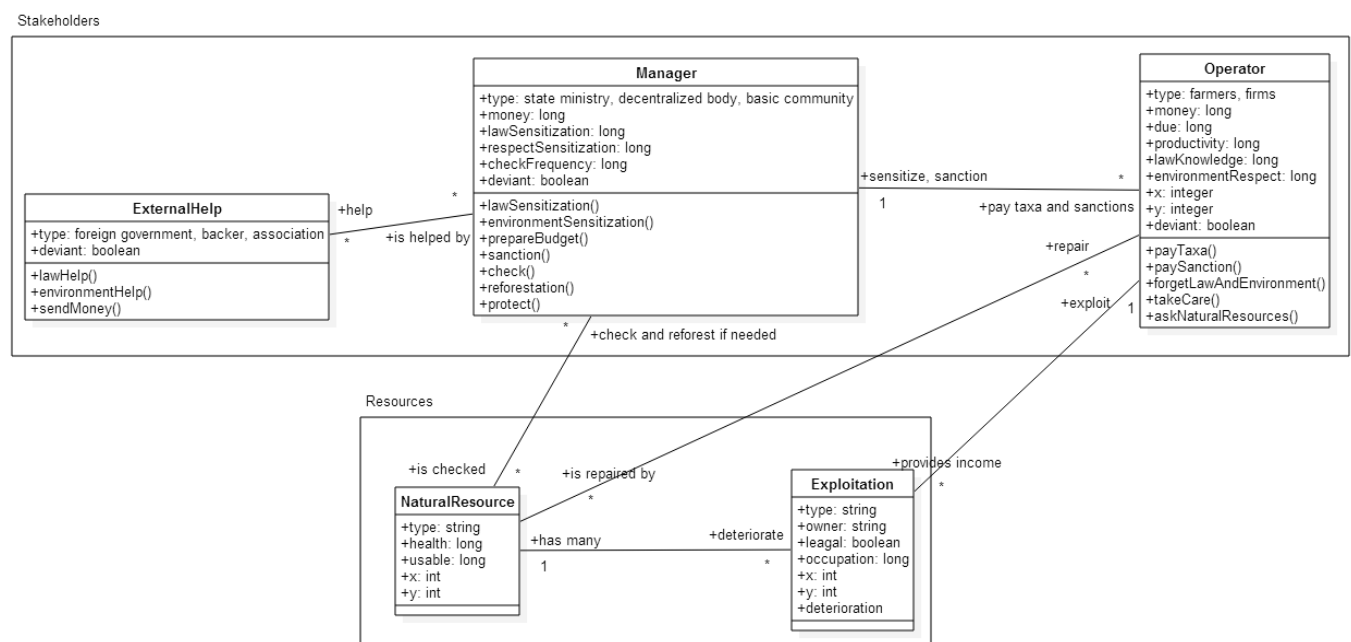 Stakeholders
Manager
+type: state ministry, decentralized body, basic community
+money: long
+lawSensitization: long
+respectSensitization: long
+checkFrequency: long
+deviant: boolean
+lawSensitization()
+environmentSensitization()
+prepareBudget()
+sanction()
+check()
+reforestation()
+protect()
Operator
+type: farmers, firms
+money: long
+due: long
+productivity: long
+lawKnowledge: long
+environmentRespect: long
+x: integer
+y: integer
+deviant: boolean
+payTaxa()
+paySanction()
+forgetLawAndEnvironment()
+takeCare()
+askNaturalResources()
ExternalHelp
+type: foreign government, backer, association
+deviant: boolean
+lawHelp()
+environmentHelp()
+sendMoney()
+help
*
*
+is helped by
+sensitize, sanction
*
1
+pay taxa and sanctions
+repair
*
+exploit
1
*
+check and reforest if needed
Resources
+is checked
*
+is repaired by
*
+provides income
*
NaturalResource
+type: string
+health: long
+usable: long
+x: int
+y: int
+has many
1
+deteriorate
*
Exploitation
+type: string
+owner: string
+leagal: boolean
+occupation: long
+x: int
+y: int
+deterioration